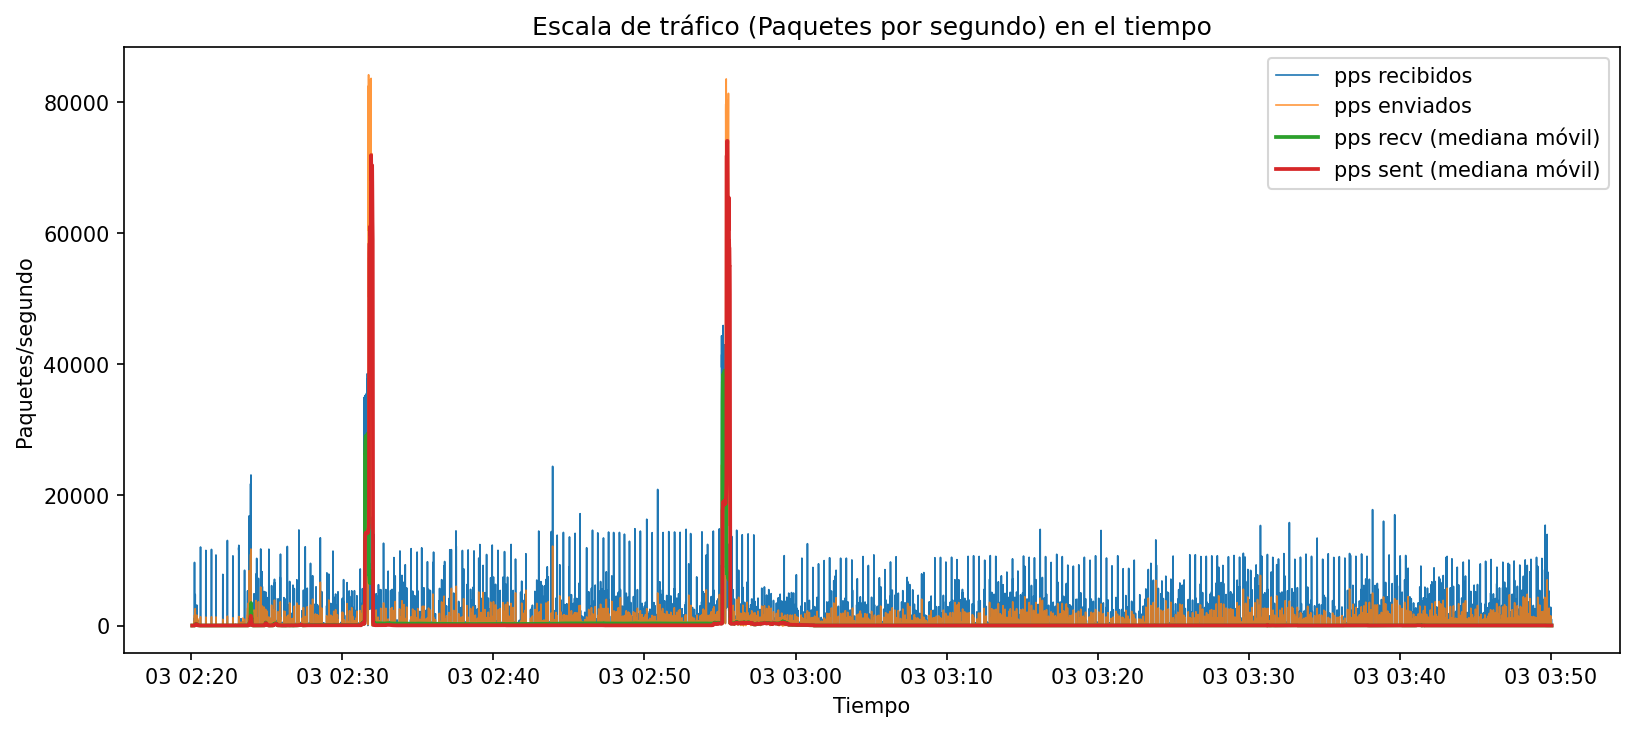 Escala de tráfico (Paquetes por segundo) en el tiempo
pps recibidos
pps enviados
pps recv (mediana móvil)
pps sent (mediana móvil)
Paquetes/segundo
80000
60000
40000
20000
0
03 02:20
03 02:30
03 02:40
03 02:50
03 03:00
03 03:10
03 03:20
03 03:30
03 03:40
03 03:50
Tiempo